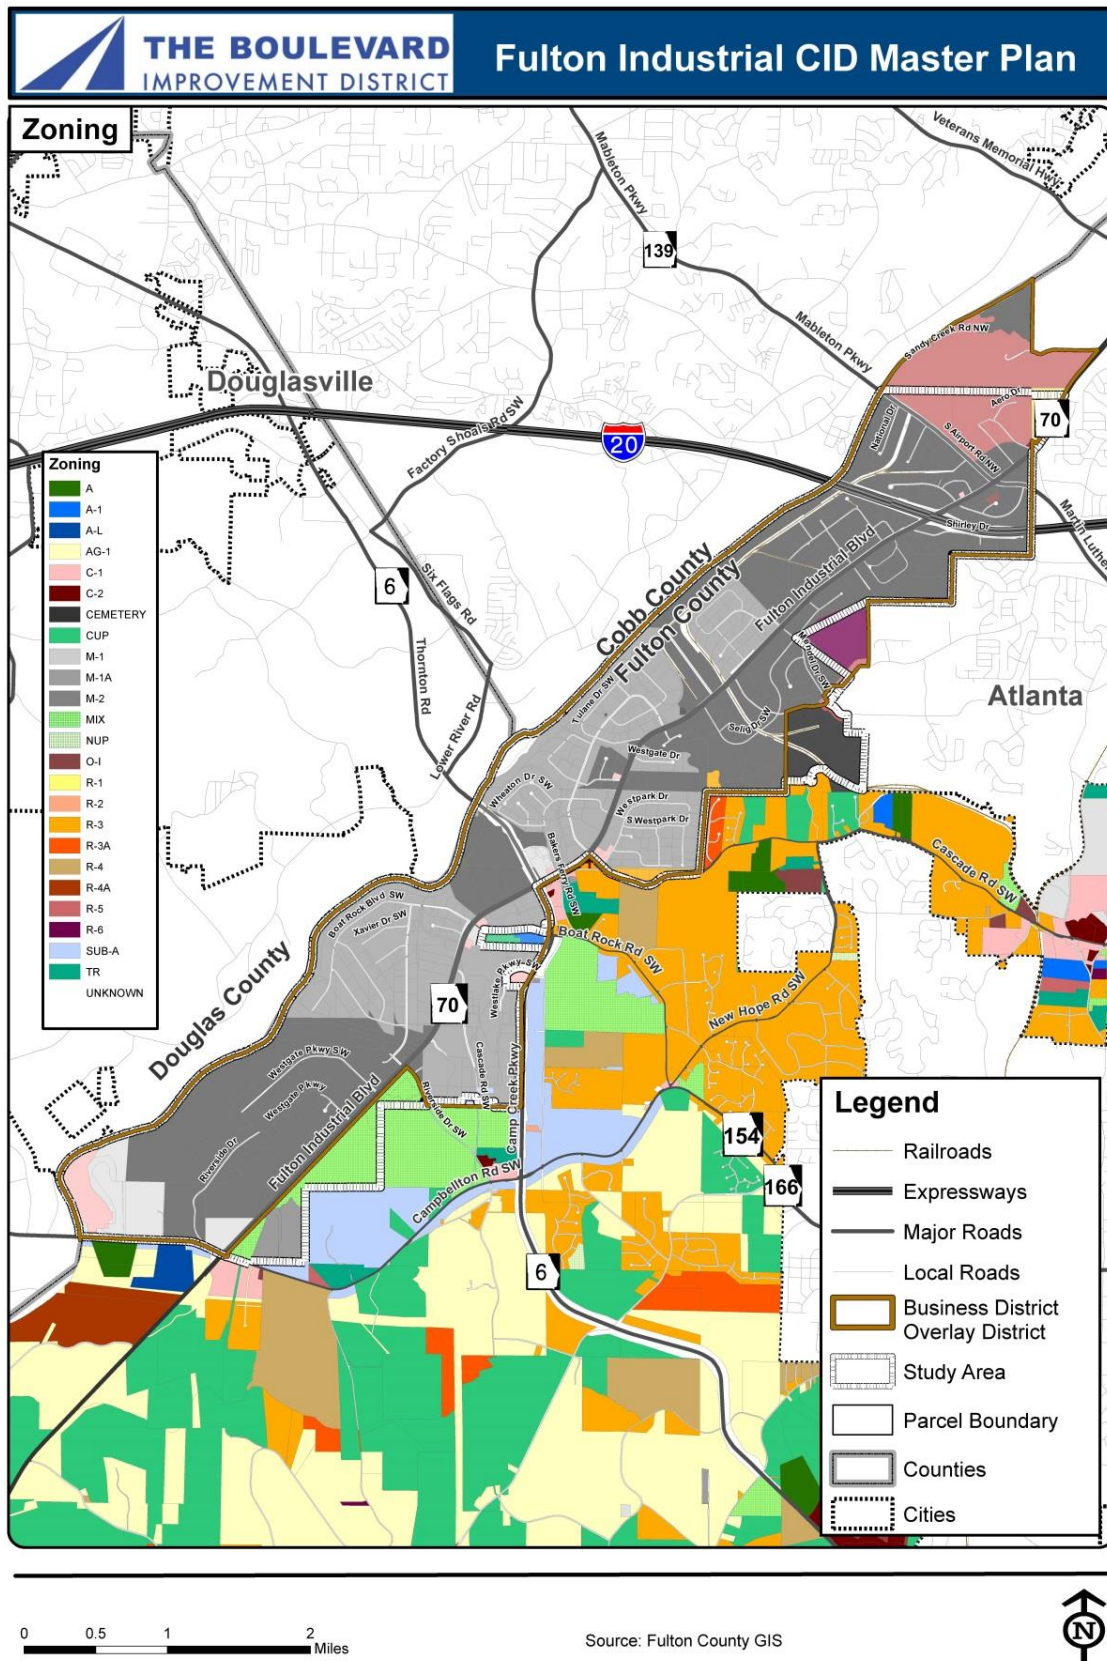 THE BOULEVARD
IMPROVEMENT DISTRICT
Fulton Industrial CID Master Plan
Zoning
Veterans Memorial Hwy
Mableton Pkwy
139
Mableton Pkwy
Sandy Creek Rd NW
Douglasville
Aero Dr
70
National Dr
S Airport Rd NW
Factory Shoals Rd SW
20
Martin Luthe
Shirley Dr
Fulton Industrial Blvd
Cobb County
Fulton County
6
Six Flags Rd
Thornton Rd
Mendel Dr SW
Atlanta
Tulane Dr SW
Selig Dr SW
Lower River Rd
Westgate Dr
Wheaton Dr SW
Westpark Dr
S Westpark Dr
Bakers Ferry Rd SW
Cascade Rd SW
Boat Rock Blvd SW
Xavier Dr SW
Boat Rock Rd SW
Douglas County
Westlake Pkwy SW
70
New Hope Rd SW
Westgate Pkwy SW
Westgate Pkwy
Cascade Rd SW
Camp Creek Pkwy
Riverside Dr
Fulton Industrial Blvd
Riverside Dr SW
Campbellton Rd SW
154
166
6
Zoning
A
A-1
A-L
AG-1
C-1
C-2
CEMETERY
CUP
M-1
M-1A
M-2
MIX
NUP
O-I
R-1
R-2
R-3
R-3A
R-4
R-4A
R-5
R-6
SUB-A
TR
UNKNOWN
Legend
Railroads
Expressways
Major Roads
Local Roads
Business District
Overlay District
Study Area
Parcel Boundary
Counties
Cities
0 0.5 1 2
Miles
Source: Fulton County GIS
N